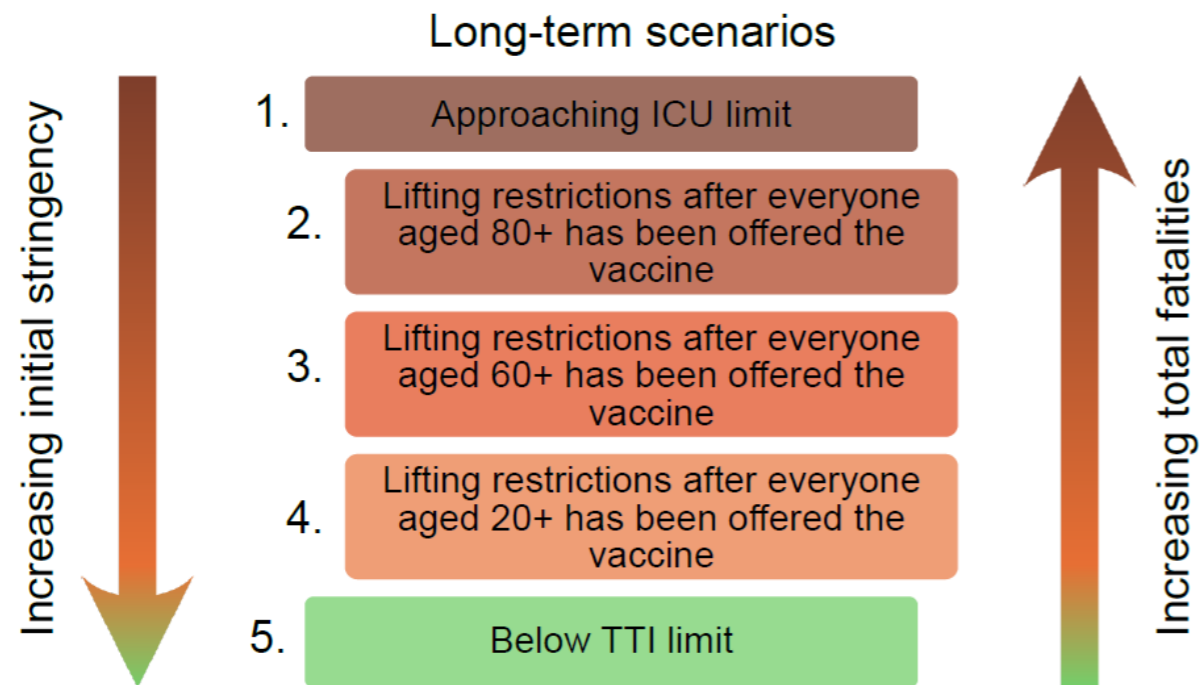 Long-term scenarios
Increasing initial stringency
1.
Approaching ICU limit
2.
Lifting restrictions after everyone
aged 80+ has been offered the
vaccine
3.
Lifting restrictions after everyone
aged 60+ has been offered the
vaccine
4.
Lifting restrictions after everyone
aged 20+ has been offered the
vaccine
5.
Below TTI limit
Increasing total fatalities